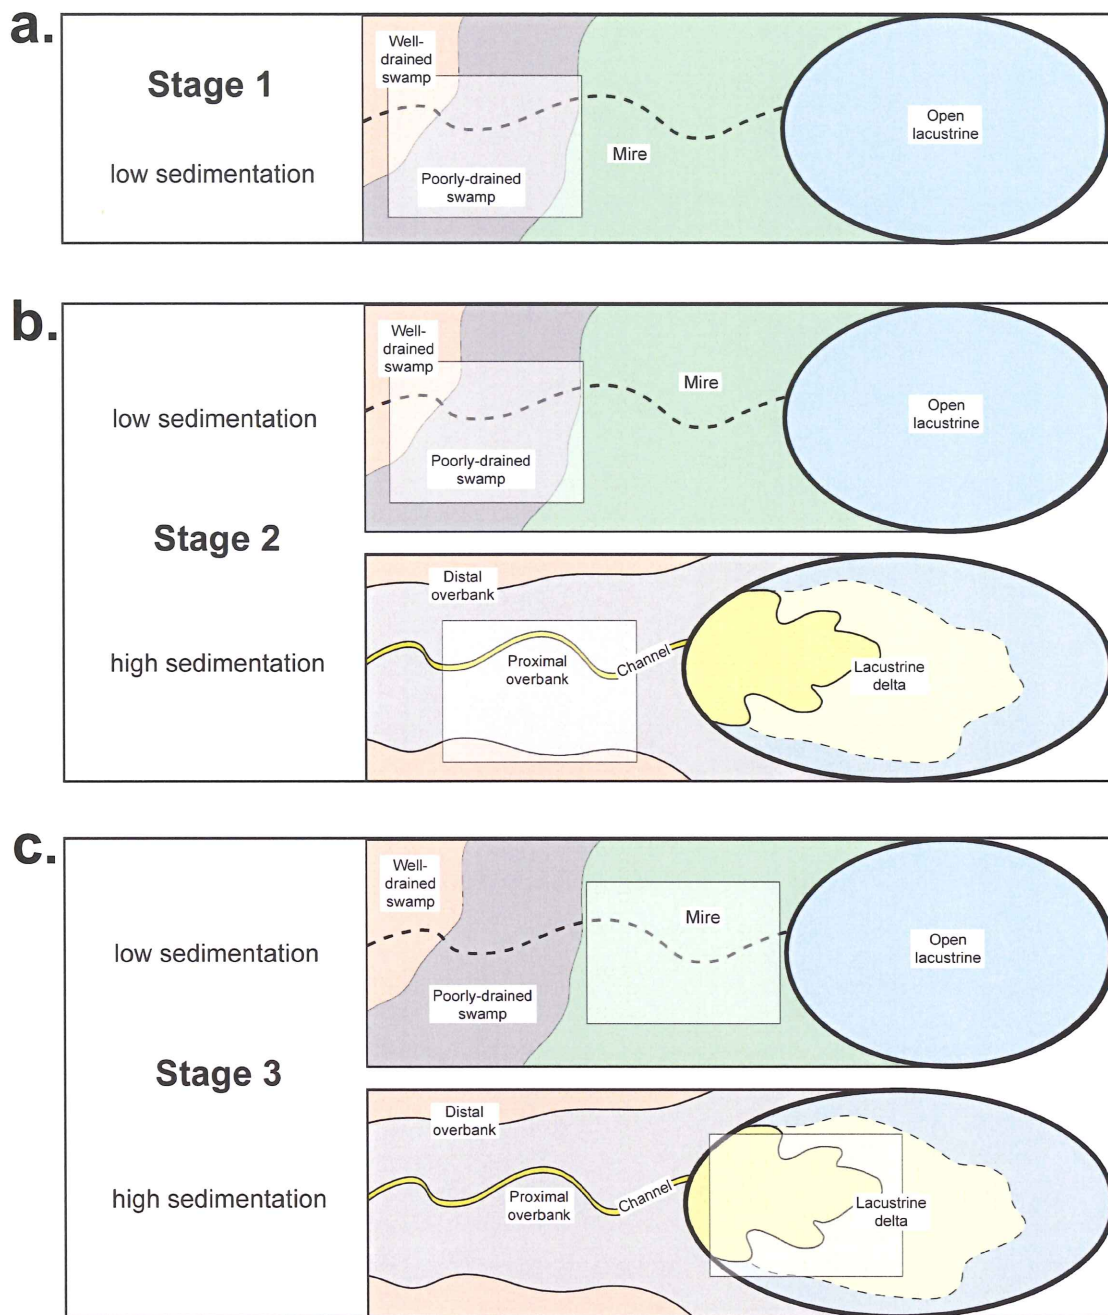 a.
Stage 1
low sedimentation
Well-
drained
swamp
Poorly-drained
swamp
Mire
Open
lacustrine
b.
low sedimentation
Well-
drained
swamp
Poorly-drained
swamp
Mire
Open
lacustrine
Stage 2
high sedimentation
Distal
overbank
Proximal
overbank
Channel
Lacustrine
delta
c.
low sedimentation
Well-
drained
swamp
Poorly-drained
swamp
Mire
Open
lacustrine
Stage 3
high sedimentation
Distal
overbank
Proximal
overbank
Channel
Lacustrine
delta